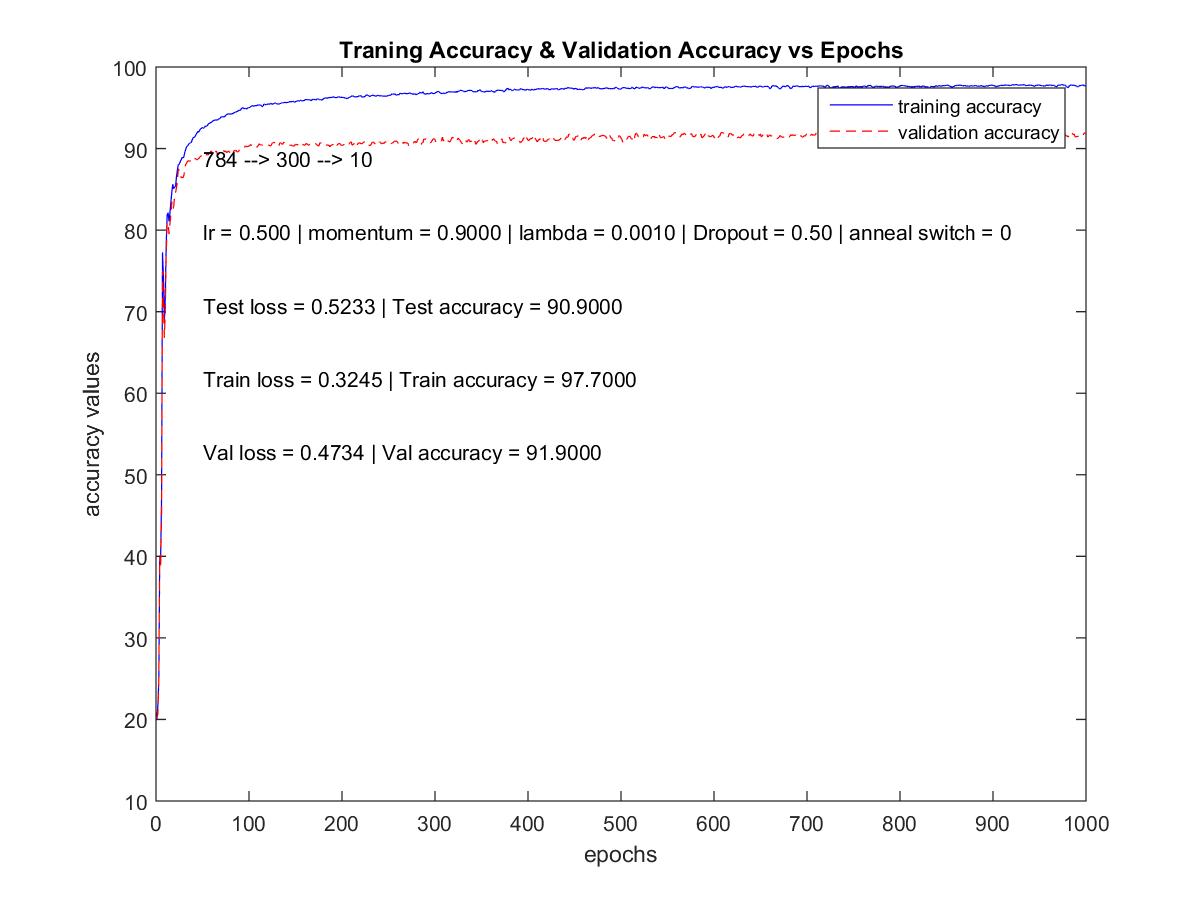 Traning Accuracy & Validation Accuracy vs Epochs
100
90
80
70
60
50
40
30
20
10
accuracy values
training accuracy
validation accuracy
784 --> 300 --> 10
lr = 0.500 | momentum = 0.9000 | lambda = 0.0010 | Dropout = 0.50 | anneal switch = 0
Test loss = 0.5233 | Test accuracy = 90.9000
Train loss = 0.3245 | Train accuracy = 97.7000
Val loss = 0.4734 | Val accuracy = 91.9000
0 100 200 300 400 500 600 700 800 900 1000
epochs